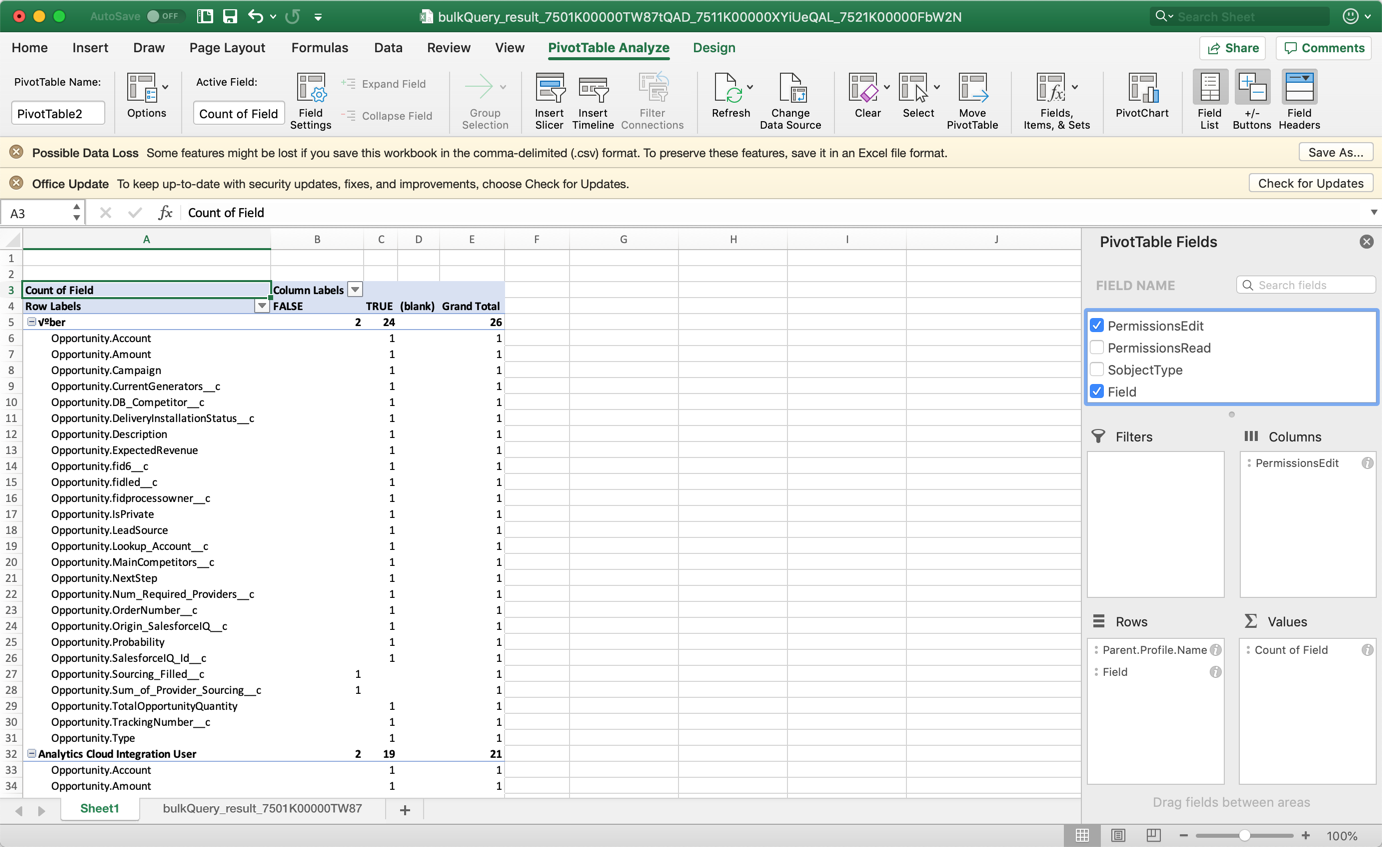 AutoSave OFF bulkQuery_result_7501K00000TW87tQAD_7511K00000XYiUeQAL_7521K00000FbW2N Search Sheet
Home Insert Draw Page Layout Formulas Data Review View PivotTable Analyze Design Share Comments
PivotTable Name: Active Field:
PivotTable2 Options Count of Field Field Settings Expand Field Collapse Field Group Selection Insert Slicer Insert Timeline Filter Connections Refresh Change Data Source Clear Select Move PivotTable Fields, Items, & Sets PivotChart Field List +/- Buttons Field Headers
Possible Data Loss Some features might be lost if you save this workbook in the comma-delimited (.csv) format. To preserve these features, save it in an Excel file format. Save As...
Office Update To keep up-to-date with security updates, fixes, and improvements, choose Check for Updates. Check for Updates
A3 fx Count of Field
A B C D E F G H I J
1
2
3 Count of Field Column Labels
4 Row Labels FALSE TRUE (blank) Grand Total
5 √ºber 2 24 26
6 Opportunity.Account 1 1
7 Opportunity.Amount 1 1
8 Opportunity.Campaign 1 1
9 Opportunity.CurrentGenerators__c 1 1
10 Opportunity.DB_Competitor__c 1 1
11 Opportunity.DeliveryInstallationStatus__c 1 1
12 Opportunity.Description 1 1
13 Opportunity.ExpectedRevenue 1 1
14 Opportunity.fid6__c 1 1
15 Opportunity.fidled__c 1 1
16 Opportunity.fidprocessowner__c 1 1
17 Opportunity.IsPrivate 1 1
18 Opportunity.LeadSource 1 1
19 Opportunity.Lookup_Account__c 1 1
20 Opportunity.MainCompetitors__c 1 1
21 Opportunity.NextStep 1 1
22 Opportunity.Num_Required_Providers__c 1 1
23 Opportunity.OrderNumber__c 1 1
24 Opportunity.Origin_SalesforceIQ__c 1 1
25 Opportunity.Probability 1 1
26 Opportunity.SalesforceIQ_Id__c 1 1
27 Opportunity.Sourcing_Filled__c 1 1
28 Opportunity.Sum_of_Provider_Sourcing__c 1 1
29 Opportunity.TotalOpportunityQuantity 1 1
30 Opportunity.TrackingNumber__c 1 1
31 Opportunity.Type 1 1
32 Analytics Cloud Integration User 2 19 21
33 Opportunity.Account 1 1
34 Opportunity.Amount 1 1
PivotTable Fields
FIELD NAME Search fields
PermissionsEdit
PermissionsRead
SobjectType
Field
Filters Columns
PermissionsEdit
Rows Values
Parent.Profile.Name Count of Field
Field
Drag fields between areas
Sheet1 bulkQuery_result_7501K00000TW87 +
100%